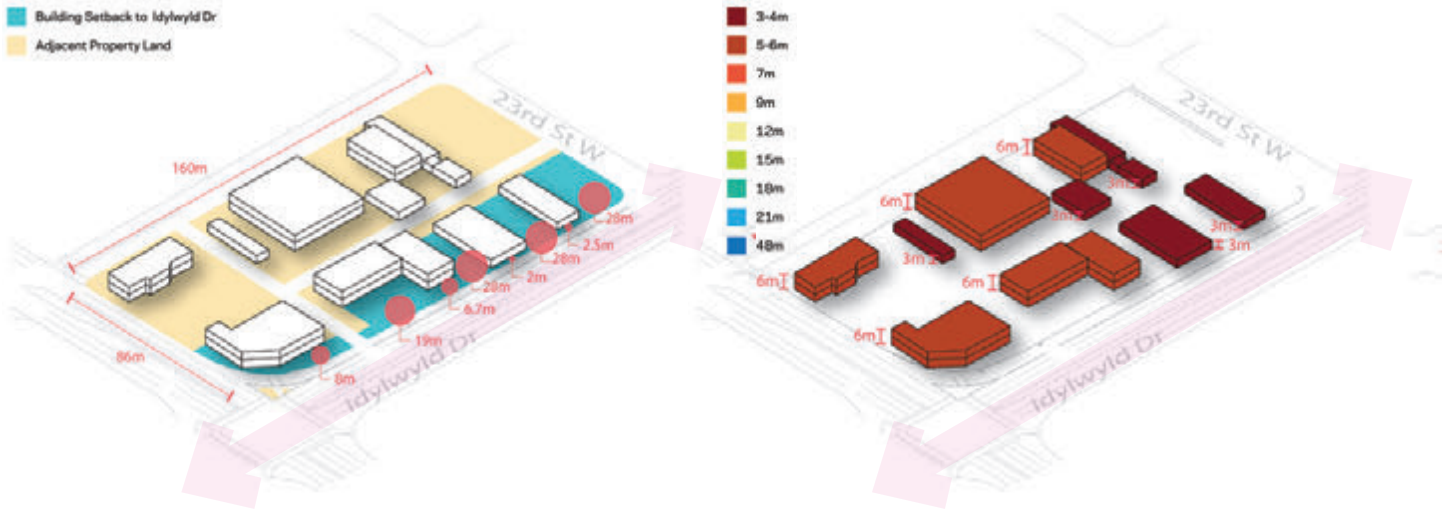 Building Setback to Idylwyld Dr
Adjacent Property Land
160m
86m
23rd St W
28m
2.5m
28m
2m
28m
6.7m
19m
8m
Idylwyld Dr
3-4m
5-6m
7m
9m
12m
15m
18m
21m
48m
23rd St W
6m
3m
6m
3m
3m
3m
3m
6m
6m
6m
Idylwyld Dr